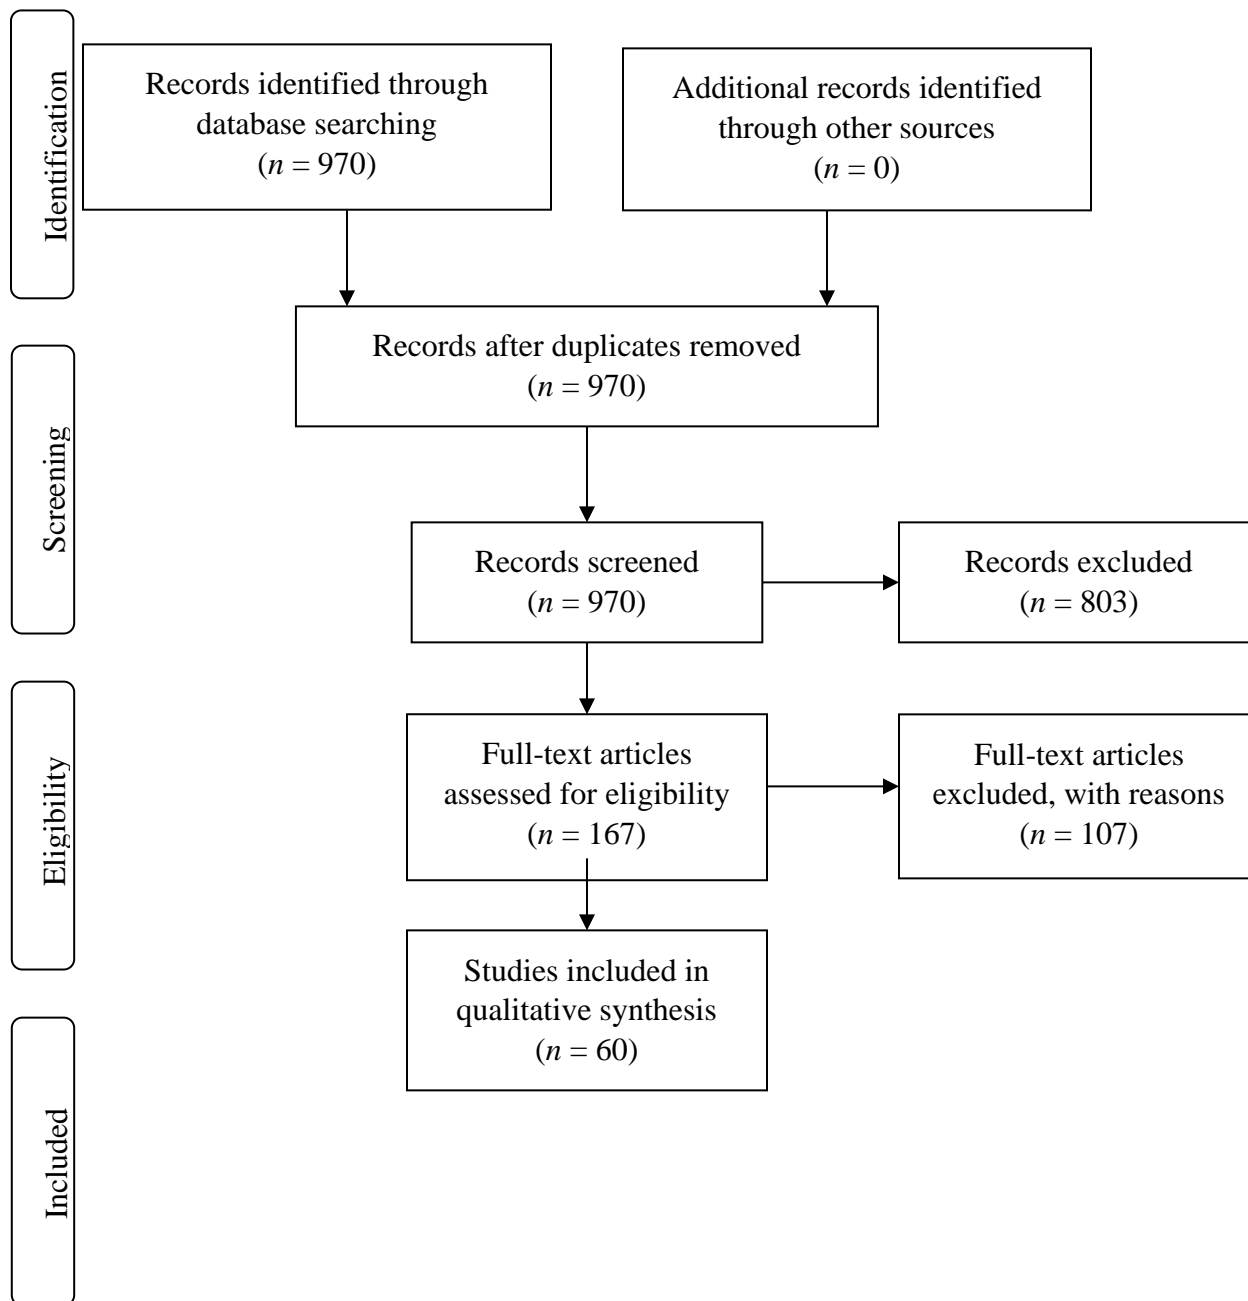 Identification
Records identified through
database searching
(n = 970)
Additional records identified
through other sources
(n = 0)
Records after duplicates removed
(n = 970)
Screening
Records screened
(n = 970)
Records excluded
(n = 803)
Eligibility
Full-text articles
assessed for eligibility
(n = 167)
Full-text articles
excluded, with reasons
(n = 107)
Studies included in
qualitative synthesis
(n = 60)
Included